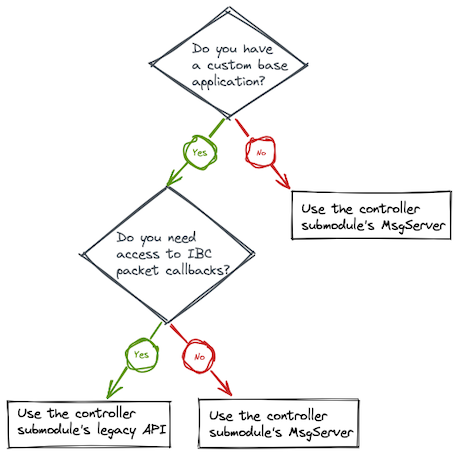 Do you have
a custom base
application?
Yes
No
Use the controller
submodule's MsgServer
Do you need
access to IBC
packet callbacks?
Yes
No
Use the controller
submodule's legacy API
Use the controller
submodule's MsgServer